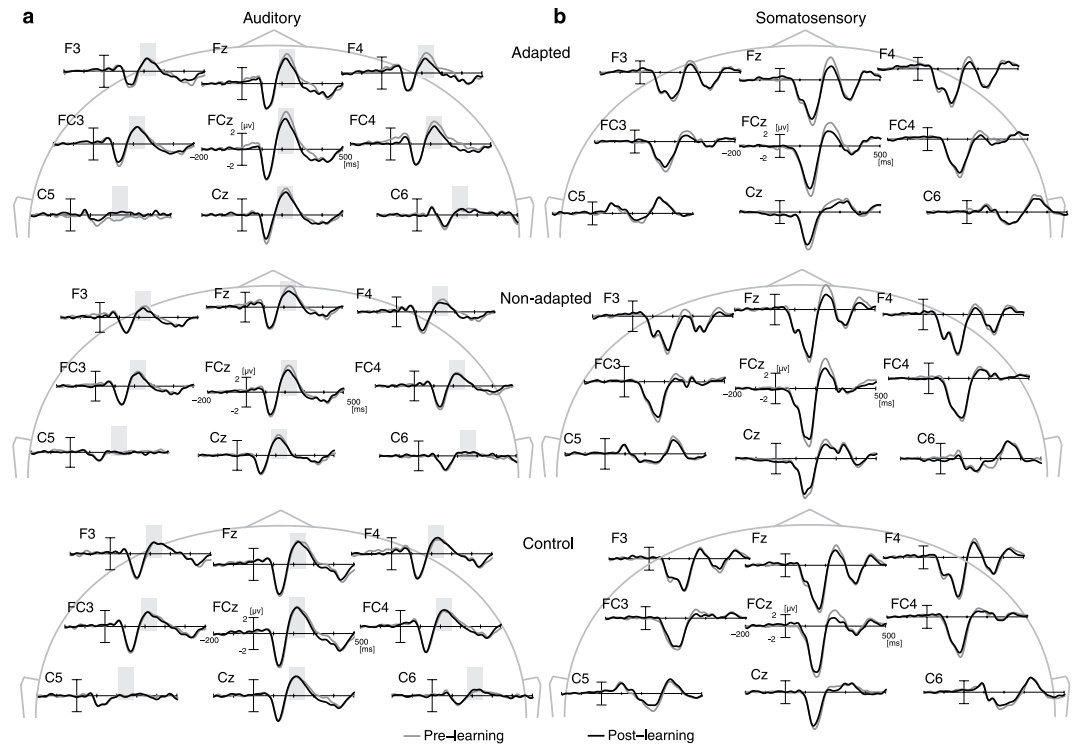 a
b
Auditory
Somatosensory
Adapted
F3
Fz
F4
FC3
FCz
FC4
2
[μv]
-2
−200
500
[ms]
C5
Cz
C6
F3
Fz
F4
FC3
FCz
FC4
2
[μv]
-2
−200
500
[ms]
C5
Cz
C6
Non-adapted
F3
Fz
F4
FC3
FCz
FC4
2
[μv]
-2
−200
500
[ms]
C5
Cz
C6
F3
Fz
F4
FC3
FCz
FC4
2
[μv]
-2
−200
500
[ms]
C5
Cz
C6
Control
F3
Fz
F4
FC3
FCz
FC4
2
[μv]
-2
−200
500
[ms]
C5
Cz
C6
F3
Fz
F4
FC3
FCz
FC4
2
[μv]
-2
−200
500
[ms]
C5
Cz
C6
Pre−learning
Post−learning